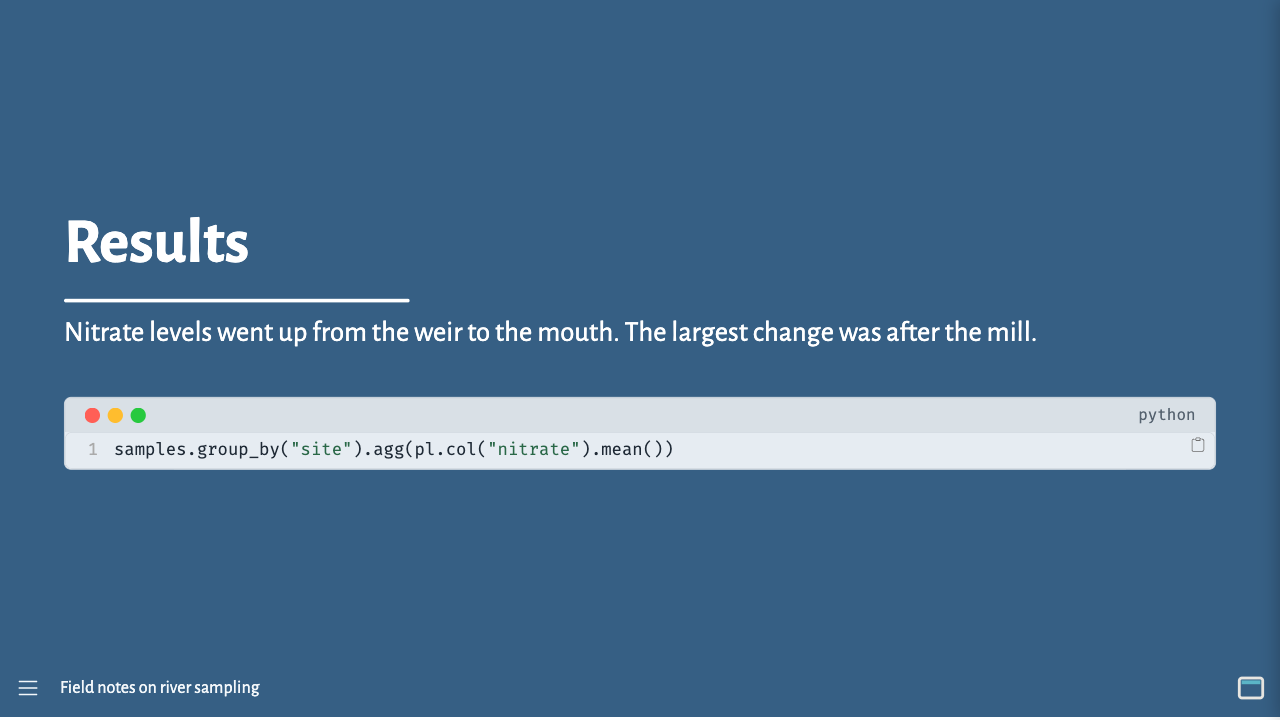 Results
Nitrate levels went up from the weir to the mouth. The largest change was after the mill.
python
1 samples.group_by("site").agg(pl.col("nitrate").mean())
Field notes on river sampling